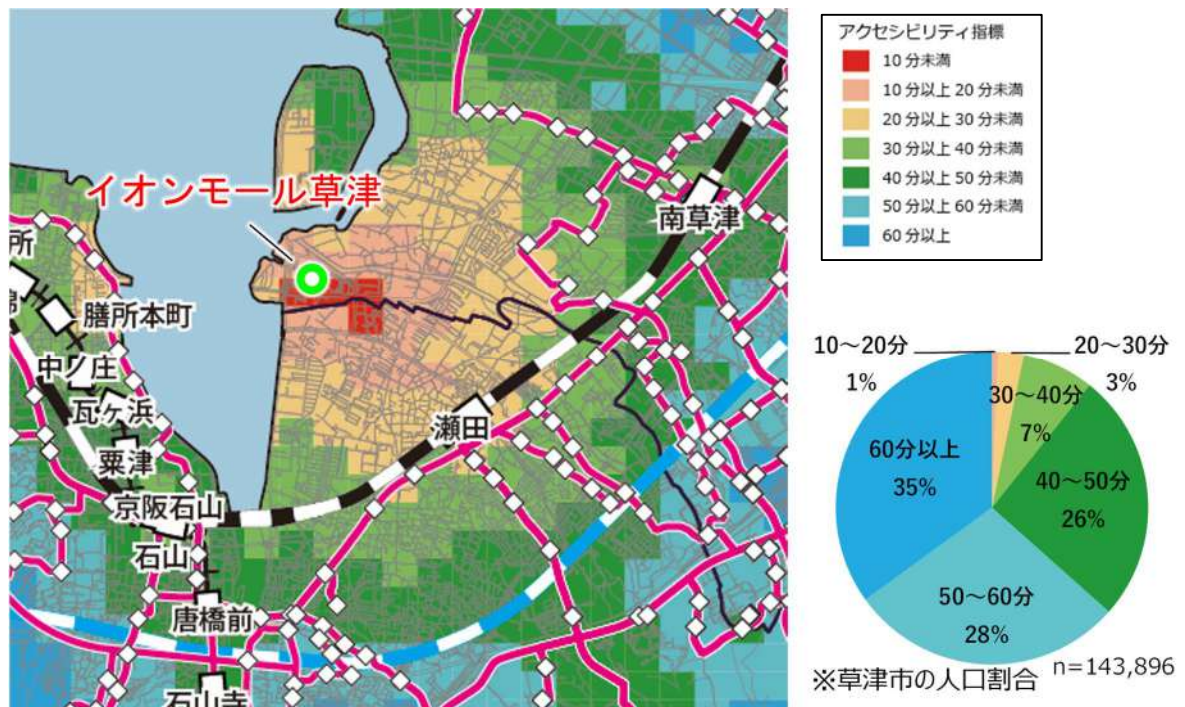 イオンモール草津
南草津
所
錦
膳所本町
中ノ庄
瓦ヶ浜
粟津
京阪石山
石山
唐橋前
石山寺
瀬田
アクセシビリティ指標
10分未満
10分以上20分未満
20分以上30分未満
30分以上40分未満
40分以上50分未満
50分以上60分未満
60分以上
10～20分
1%
20～30分
3%
30～40分
7%
40～50分
26%
50～60分
28%
60分以上
35%
※草津市の人口割合
n=143,896